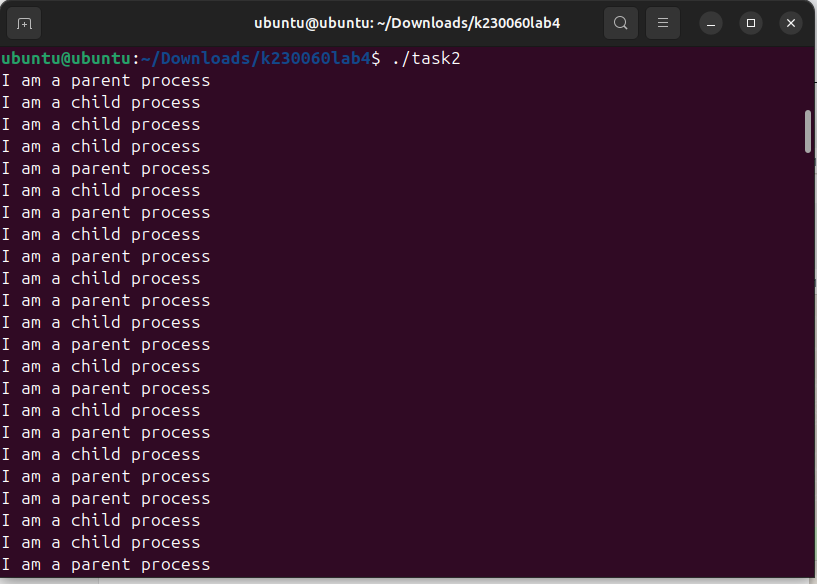 ubuntu@ubuntu: ~/Downloads/k230060lab4
ubuntu@ubuntu:~/Downloads/k230060lab4$ ./task2
I am a parent process
I am a child process
I am a child process
I am a child process
I am a parent process
I am a child process
I am a parent process
I am a child process
I am a parent process
I am a child process
I am a parent process
I am a child process
I am a parent process
I am a child process
I am a parent process
I am a child process
I am a parent process
I am a child process
I am a parent process
I am a parent process
I am a child process
I am a child process
I am a parent process